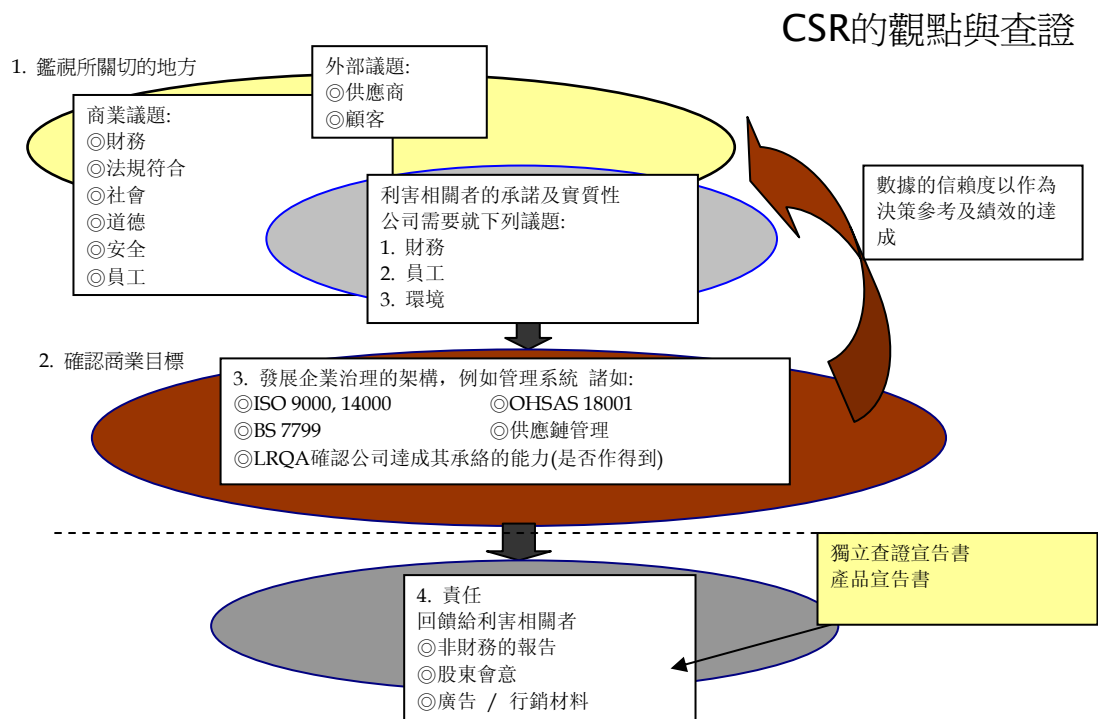 CSR的觀點與查證
1. 鑑視所關切的地方
外部議題:
◎供應商
◎顧客
商業議題:
◎財務
◎法規符合
◎社會
◎道德
◎安全
◎員工
利害相關者的承諾及實質性
公司需要就下列議題:
1. 財務
2. 員工
3. 環境
數據的信賴度以作為
決策參考及績效的達
成
2. 確認商業目標
3. 發展企業治理的架構，例如管理系統 諸如:
◎ISO 9000, 14000 ◎OHSAS 18001
◎BS 7799 ◎供應鏈管理
◎LRQA確認公司達成其承絡的能力(是否作得到)
獨立查證宣告書
產品宣告書
4. 責任
回饋給利害相關者
◎非財務的報告
◎股東會意
◎廣告 / 行銷材料